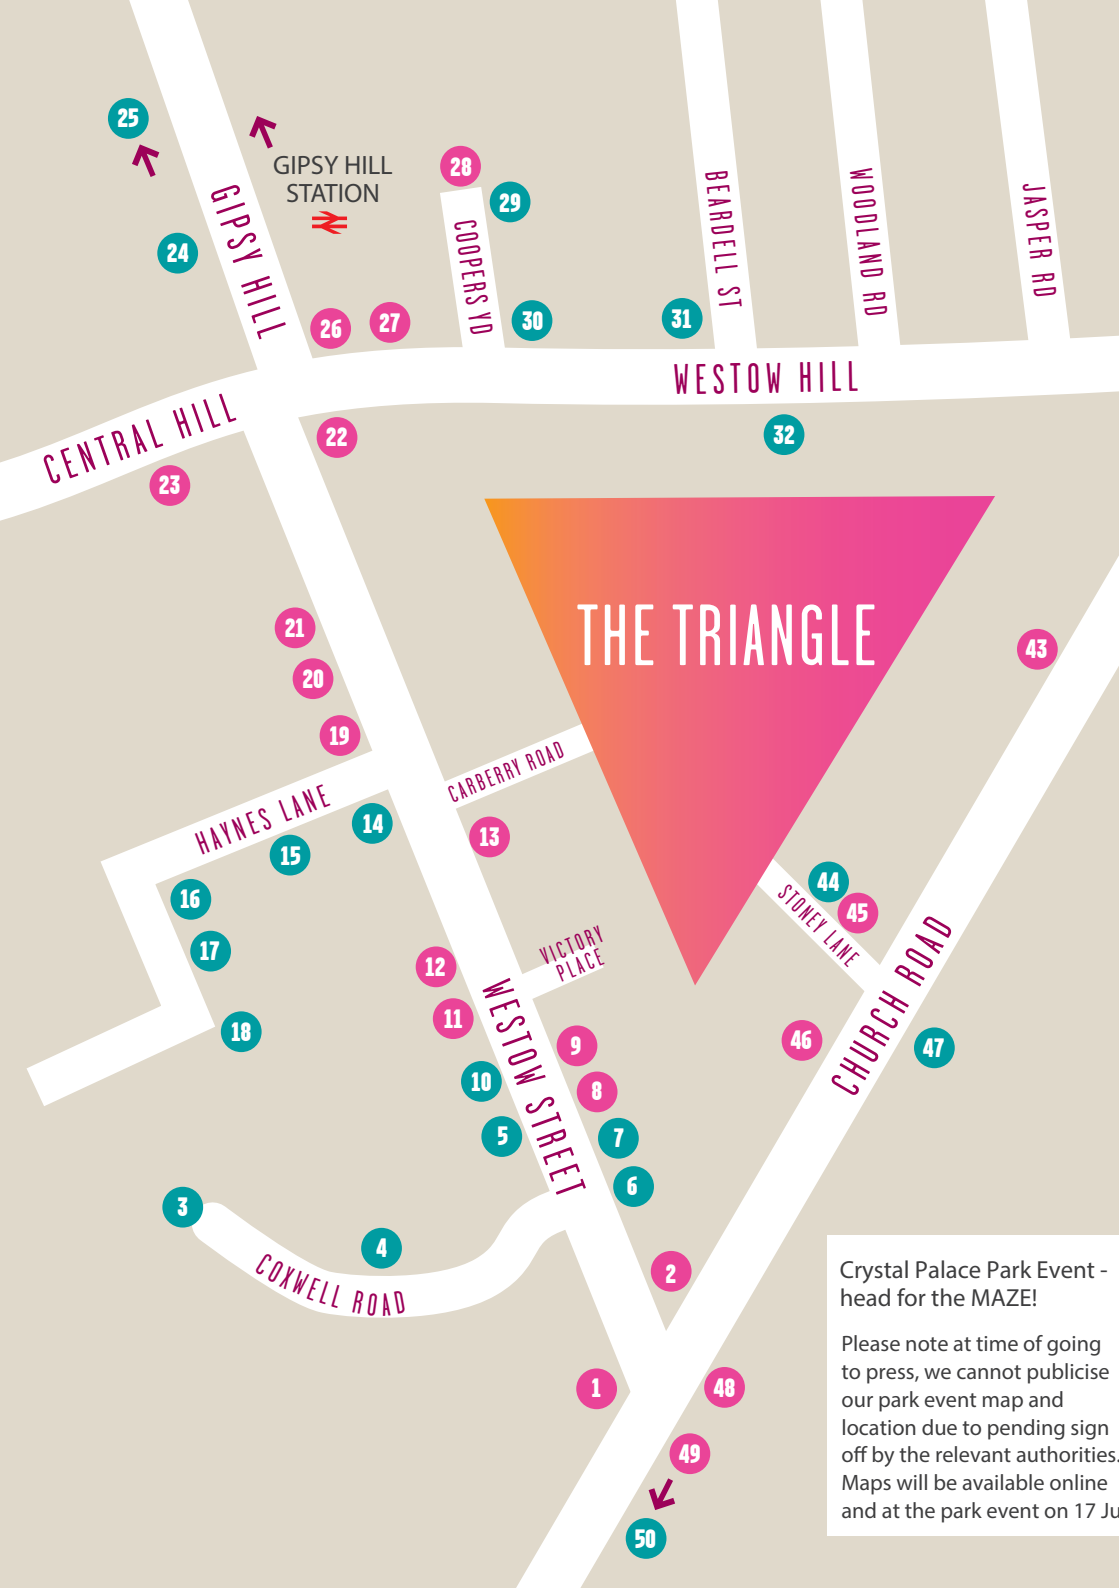 25
GIPSY HILL
STATION
28
29
24
GIPSY HILL
COOPERS YD
BEARDELL ST
WOODLAND RD
JASPER RD
26
27
30
31
WESTOW HILL
CENTRAL HILL
22
32
23
THE TRIANGLE
21
20
19
43
CARBERRY ROAD
HAYNES LANE
14
13
15
16
17
18
44
45
STONEY LANE
CHURCH ROAD
VICTORY
PLACE
12
11
WESTOW STREET
9
46
47
10
8
5
7
6
3
4
COXWELL ROAD
2
1
48
49
50
Crystal Palace Park Event -
head for the MAZE!
Please note at time of going
to press, we cannot publicise
our park event map and
location due to pending sign
off by the relevant authorities.
Maps will be available online
and at the park event on 17 Ju